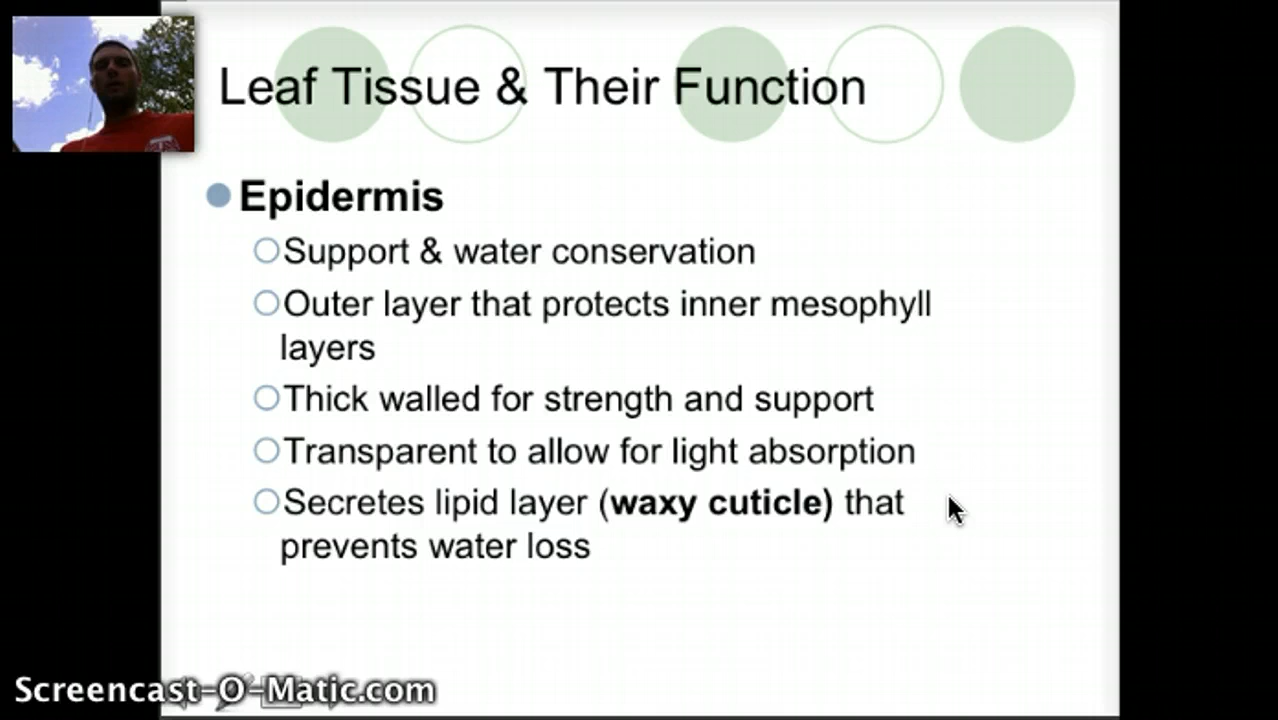 Leaf Tissue & Their Function
Epidermis
Support & water conservation
Outer layer that protects inner mesophyll
layers
Thick walled for strength and support
Transparent to allow for light absorption
Secretes lipid layer (waxy cuticle) that
prevents water loss
Screencast-O-Matic.com